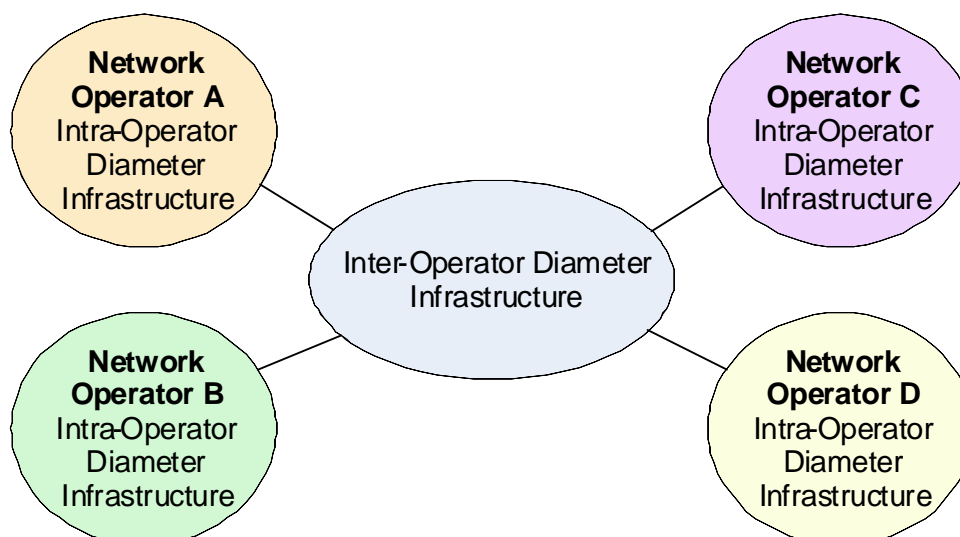 Network
Operator A
Intra-Operator
Diameter
Infrastructure
Network
Operator C
Intra-Operator
Diameter
Infrastructure
Inter-Operator Diameter
Infrastructure
Network
Operator B
Intra-Operator
Diameter
Infrastructure
Network
Operator D
Intra-Operator
Diameter
Infrastructure